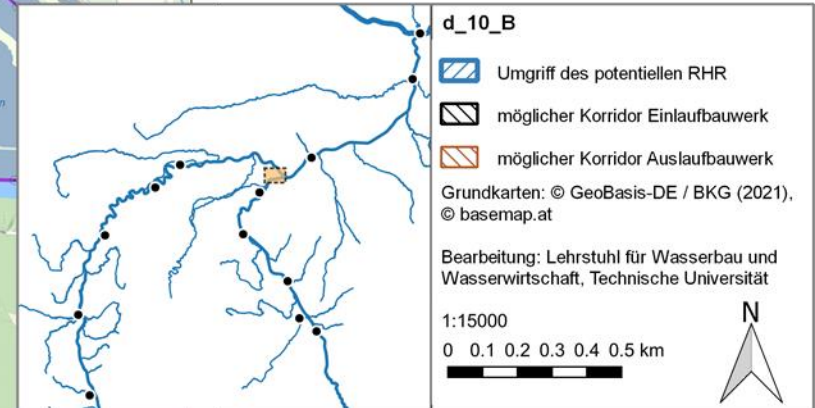 d_10_B
Umgriff des potentiellen RHR
möglicher Korridor Einlaufbauwerk
möglicher Korridor Auslaufbauwerk
Grundkarten: © GeoBasis-DE / BKG (2021),
© basemap.at
Bearbeitung: Lehrstuhl für Wasserbau und
Wasserwirtschaft, Technische Universität
1:15000
0 0.1 0.2 0.3 0.4 0.5 km
N